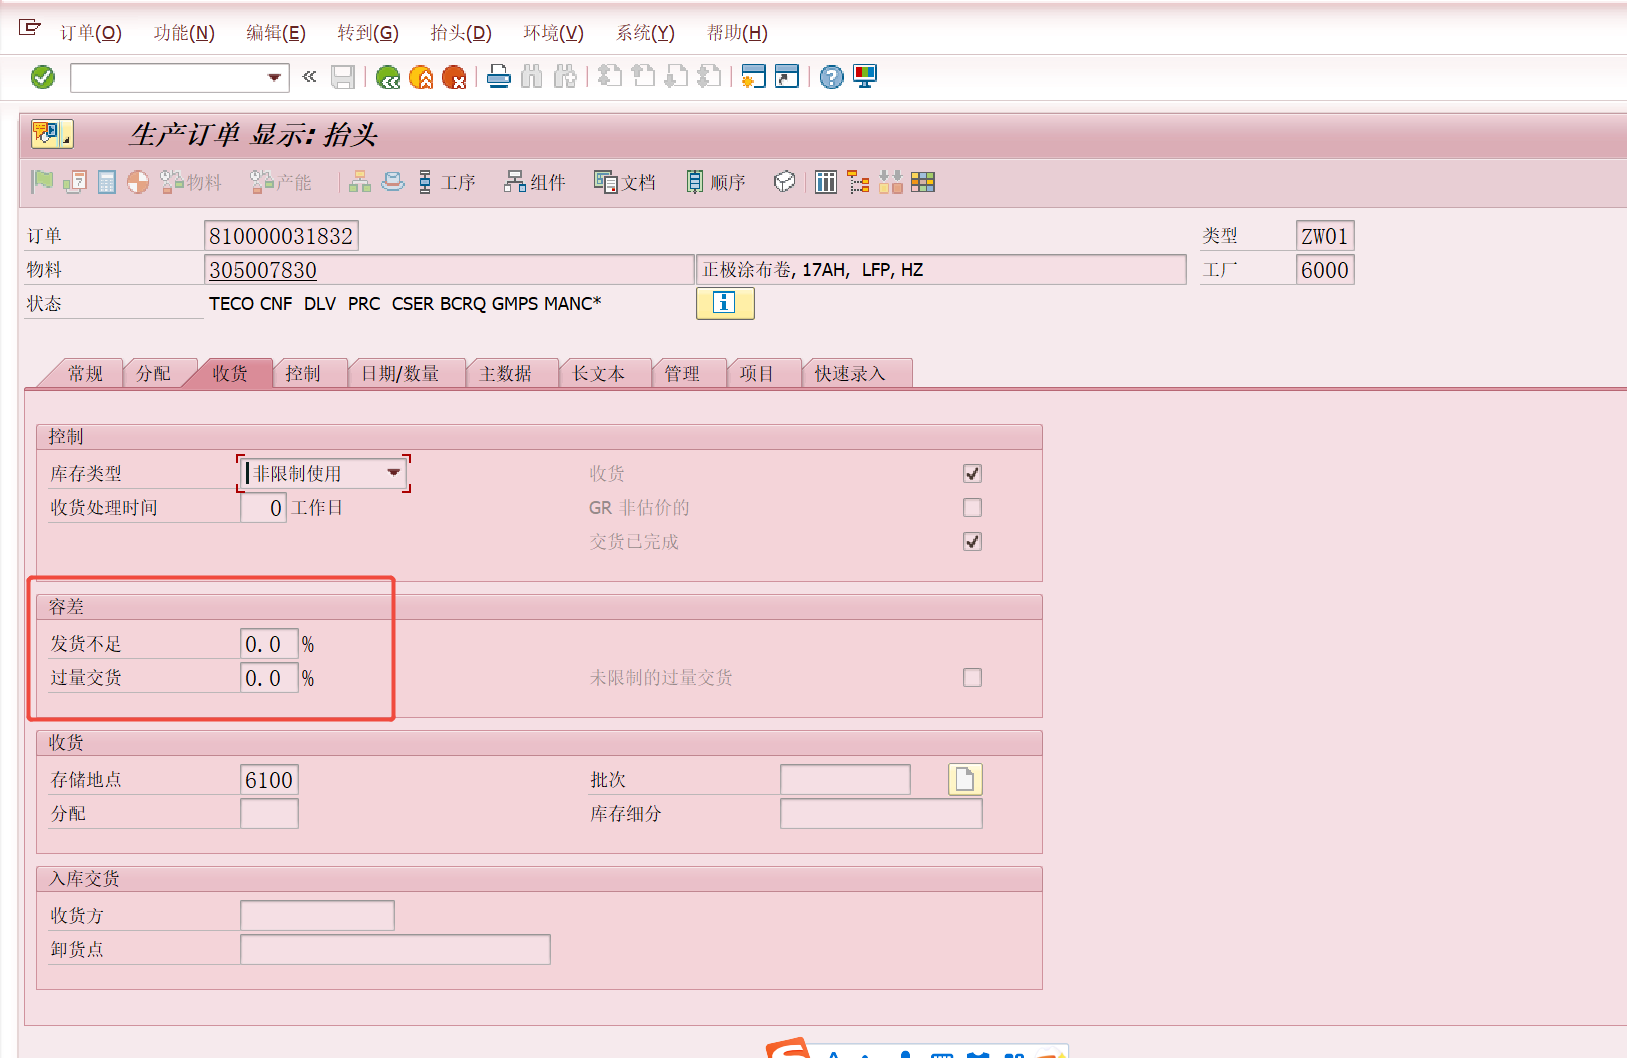 订单(O) 功能(N) 编辑(E) 转到(G) 抬头(D) 环境(V) 系统(Y) 帮助(H)
生产订单 显示: 抬头
物料 产能 工序 组件 文档 顺序
订单 810000031832 类型 ZW01
物料 305007830 正极涂布卷, 17AH, LFP, HZ 工厂 6000
状态 TECO CNF DLV PRC CSER BCRQ GMPS MANC*
常规 分配 收货 控制 日期/数量 主数据 长文本 管理 项目 快速录入
控制
库存类型 非限制使用 收货
收货处理时间 0 工作日 GR 非估价的
交货已完成
容差
发货不足 0.0 %
过量交货 0.0 % 未限制的过量交货
收货
存储地点 6100 批次
分配 库存细分
入库交货
收货方
卸货点